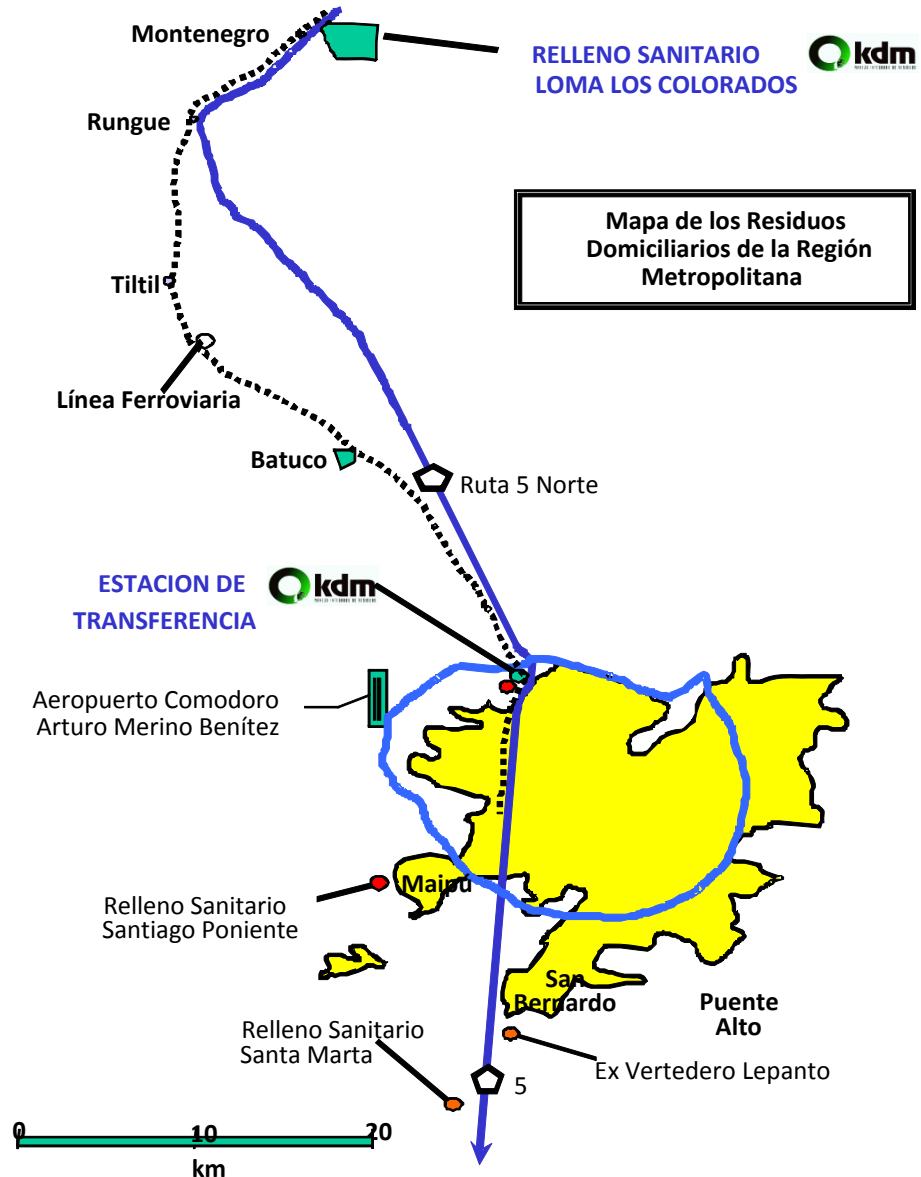 Montenegro
RELLENO SANITARIO
LOMA LOS COLORADOS
kdm
Rungue
Mapa de los Residuos
Domiciliarios de la Región
Metropolitana
Tiltil
Línea Ferroviaria
Batuco
Ruta 5 Norte
ESTACION DE
TRANSFERENCIA
kdm
Aeropuerto Comodoro
Arturo Merino Benítez
Maipú
Relleno Sanitario
Santiago Poniente
San
Bernardo
Puente
Alto
Relleno Sanitario
Santa Marta
Ex Vertedero Lepanto
5
0 10 20
km